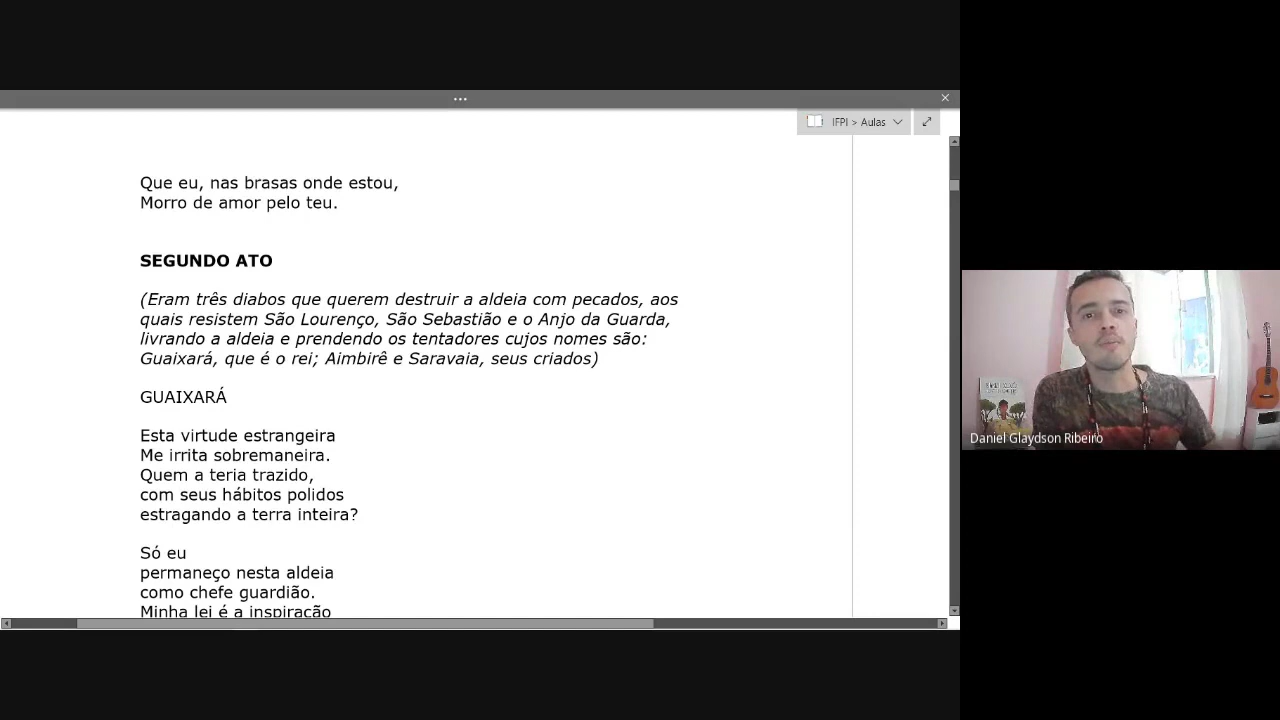 IFPI > Aulas
Que eu, nas brasas onde estou,
Morro de amor pelo teu.
SEGUNDO ATO
(Eram três diabos que querem destruir a aldeia com pecados, aos
quais resistem São Lourenço, São Sebastião e o Anjo da Guarda,
livrando a aldeia e prendendo os tentadores cujos nomes são:
Guaixará, que é o rei; Aimbirê e Saravaia, seus criados)
GUAIXARÁ
Esta virtude estrangeira
Me irrita sobremaneira.
Quem a teria trazido,
com seus hábitos polidos
estragando a terra inteira?
Só eu
permaneço nesta aldeia
como chefe guardião.
Minha lei é a inspiração
Daniel Glaydson Ribeiro